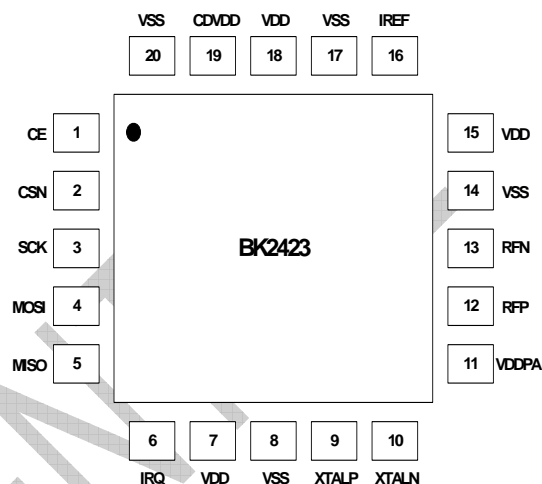 VSS CDVDD VDD VSS IREF
20 19 18 17 16
CE 1 15 VDD
CSN 2 14 VSS
SCK 3 BK2423 13 RFN
MOSI 4 12 RFP
MISO 5 11 VDDPA
6 7 8 9 10
IRQ VDD VSS XTALP XTALN